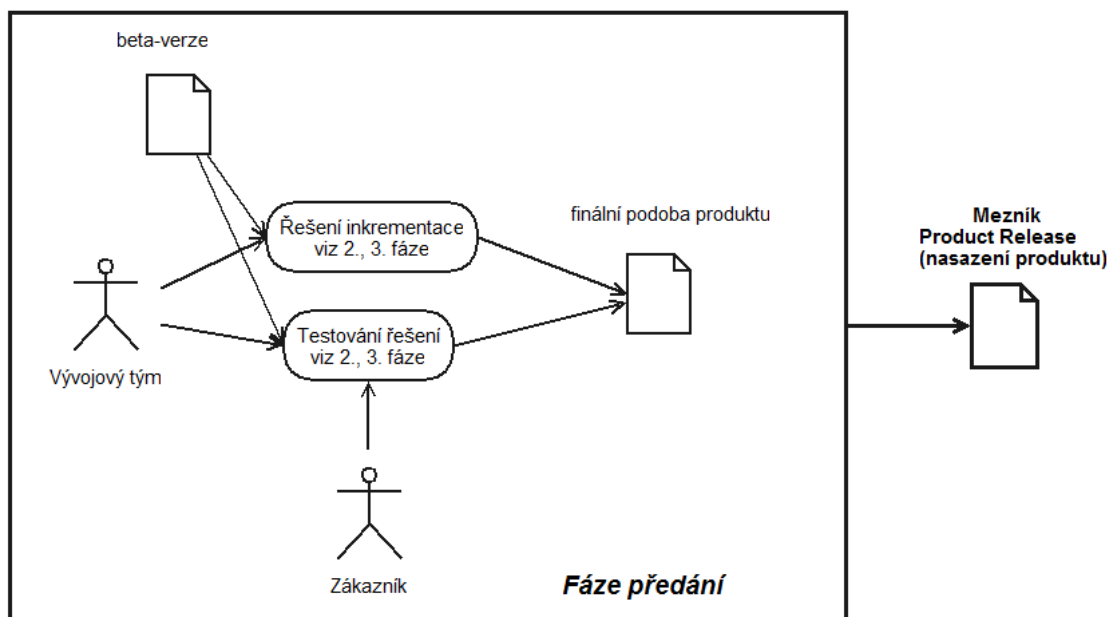 beta-verze
Řešení inkrementace
viz 2., 3. fáze
finální podoba produktu
Mezník
Product Release
(nasazení produktu)
Testování řešení
viz 2., 3. fáze
Vývojový tým
Zákazník
Fáze předání